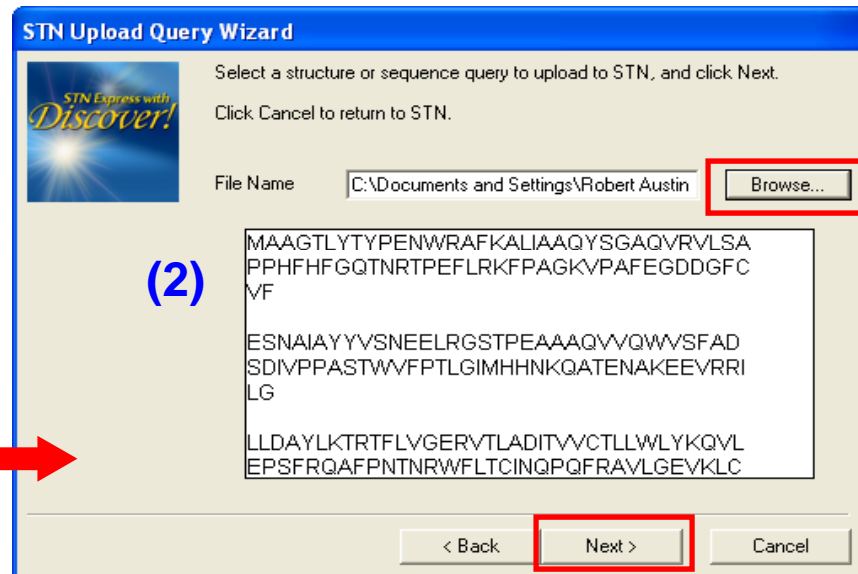 STN Upload Query Wizard
STN Express with
Discover!
Select a structure or sequence query to upload to STN, and click Next.
Click Cancel to return to STN.
File Name
C:\Documents and Settings\Robert Austin
Browse...
(2)
MAAGTLYTYPENWRAFKALIAAQYSGAQVRVLSA
PPHFHFGQTNRTPEFLRKFPAGKVPAFEGDDGFC
VF
ESNAIAYYVSNEELRGSTPEAAAQVVQWVSFAD
SDIVPPASTWVFPTLGIMHHNKQATENAKEEVRRI
LG
LLDAYLKTRTFLVGERVTLADITVVCTLLWLYKQVL
EPSFRQAFPNTNRWFLTCINQPQFRAVLGEVKLC
< Back
Next >
Cancel